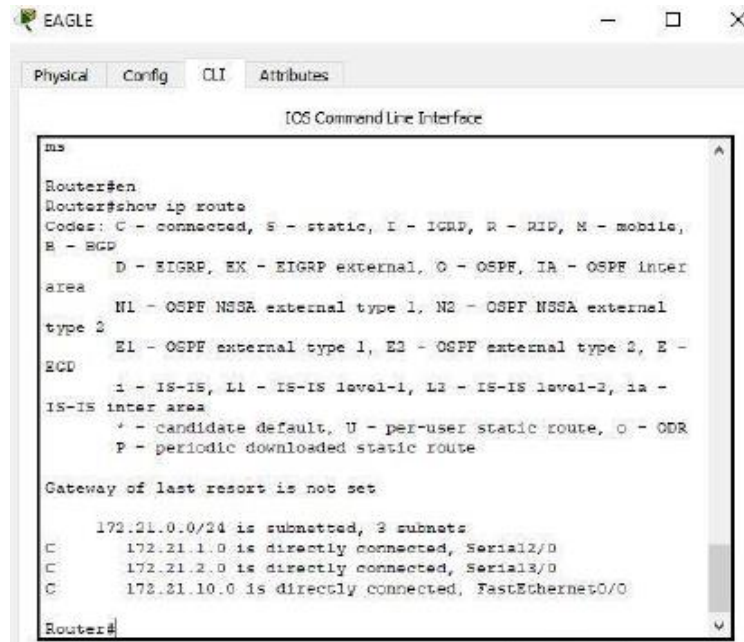 EAGLE
Physical Config CLI Attributes
IOS Command Line Interface
ms
Router#en
Router#show ip route
Codes: C - connected, S - static, I - IGRP, R - RIP, M - mobile,
B - BGP
D - EIGRP, EX - EIGRP external, O - OSPF, IA - OSPF inter
area
N1 - OSPF NSSA external type 1, N2 - OSPF NSSA external
type 2
E1 - OSPF external type 1, E2 - OSPF external type 2, E -
EGP
i - IS-IS, L1 - IS-IS level-1, L2 - IS-IS level-2, ia -
IS-IS inter area
* - candidate default, U - per-user static route, o - ODR
P - periodic downloaded static route
Gateway of last resort is not set
172.21.0.0/24 is subnetted, 3 subnets
C 172.21.1.0 is directly connected, Serial2/0
C 172.21.2.0 is directly connected, Serial3/0
C 172.21.10.0 is directly connected, FastEthernet0/0
Router#